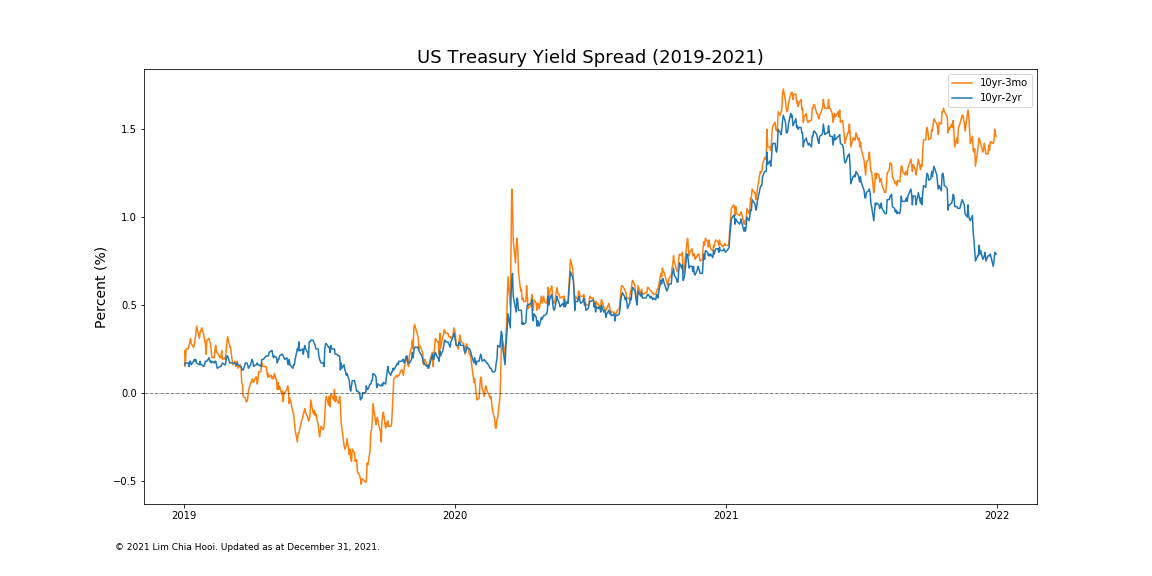 US Treasury Yield Spread (2019-2021)
10yr-3mo
10yr-2yr
Percent (%)
1.5
1.0
0.5
0.0
−0.5
2019
2020
2021
2022
© 2021 Lim Chia Hooi. Updated as at December 31, 2021.